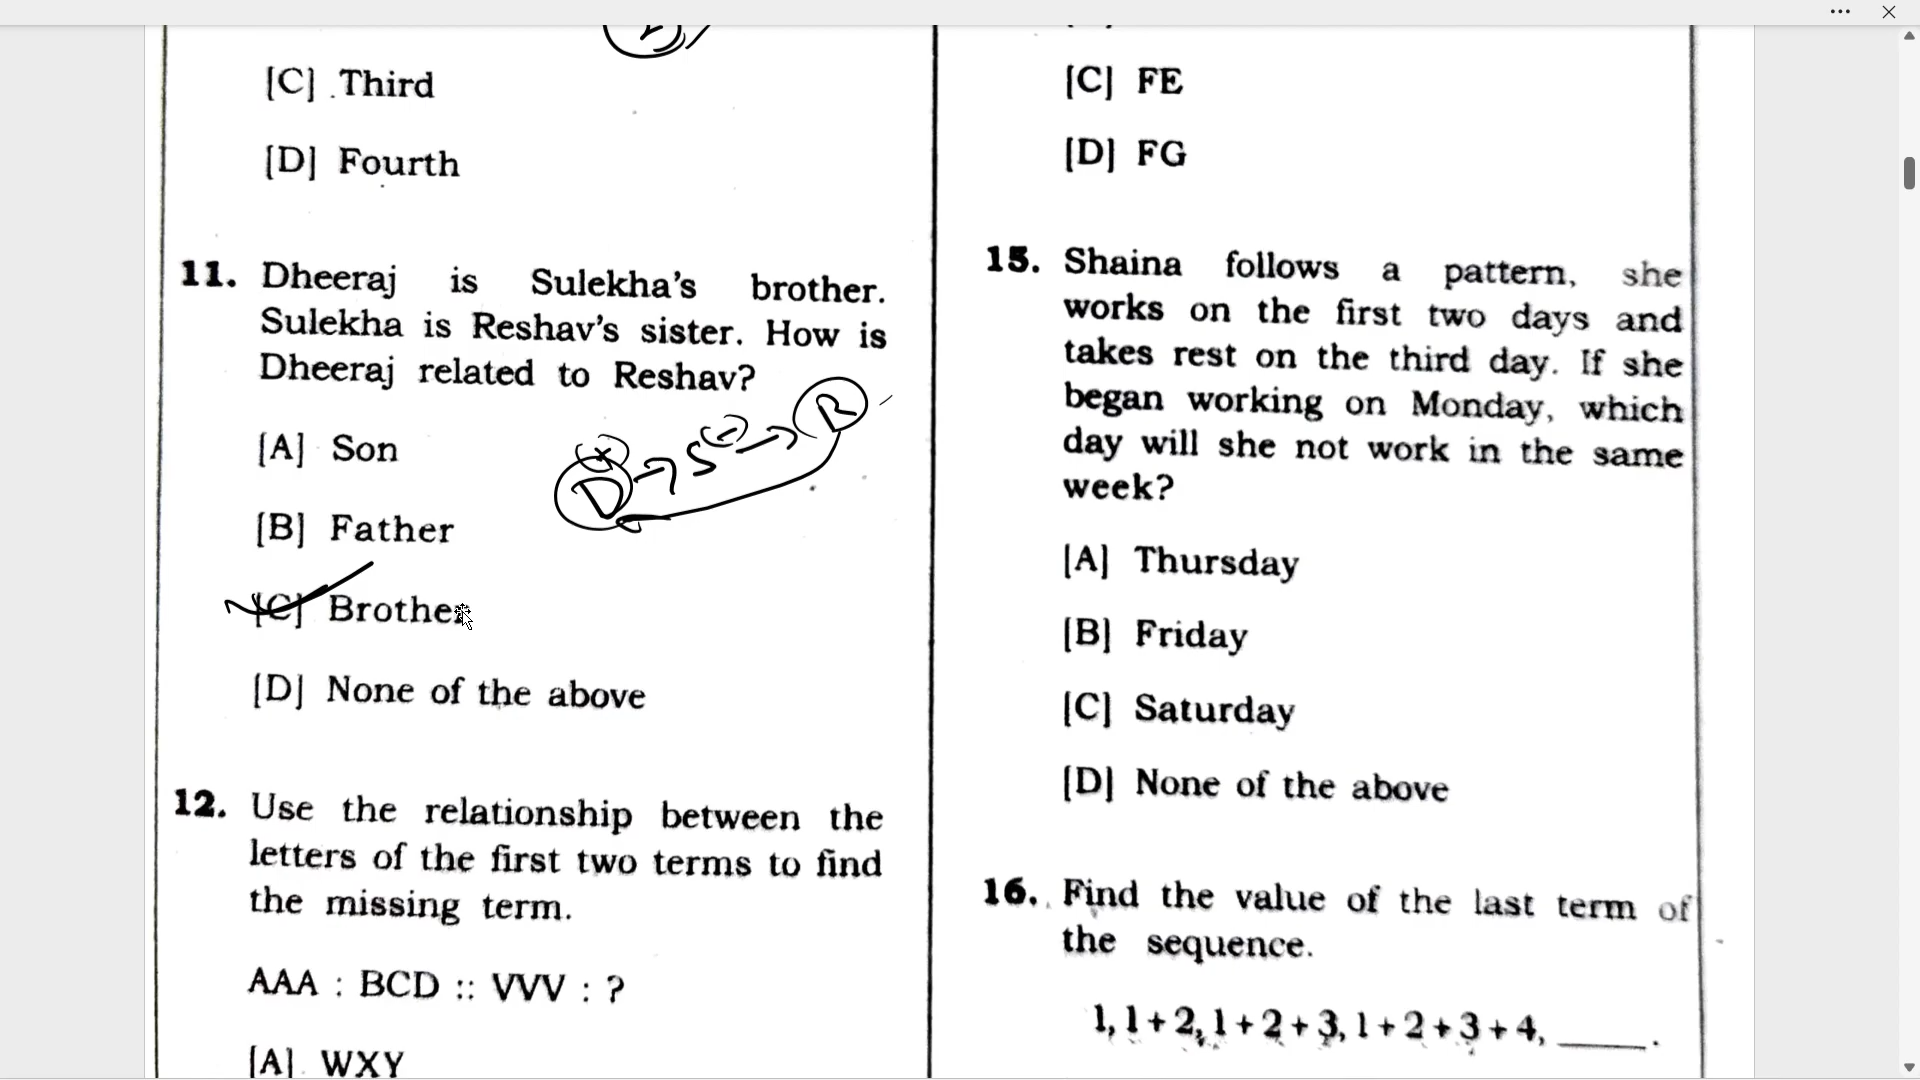 [C] Third
[D] Fourth
11. Dheeraj is Sulekha's brother.
Sulekha is Reshav's sister. How is
Dheeraj related to Reshav?
[A] Son
[B] Father
[C] Brother
[D] None of the above
D S R
(+) (-)
12. Use the relationship between the
letters of the first two terms to find
the missing term.
AAA : BCD :: VVV : ?
[A] WXY
[C] FE
[D] FG
15. Shaina follows a pattern, she
works on the first two days and
takes rest on the third day. If she
began working on Monday, which
day will she not work in the same
week?
[A] Thursday
[B] Friday
[C] Saturday
[D] None of the above
16. Find the value of the last term of
the sequence.
1, 1 + 2, 1 + 2 + 3, 1 + 2 + 3 + 4, _____ .